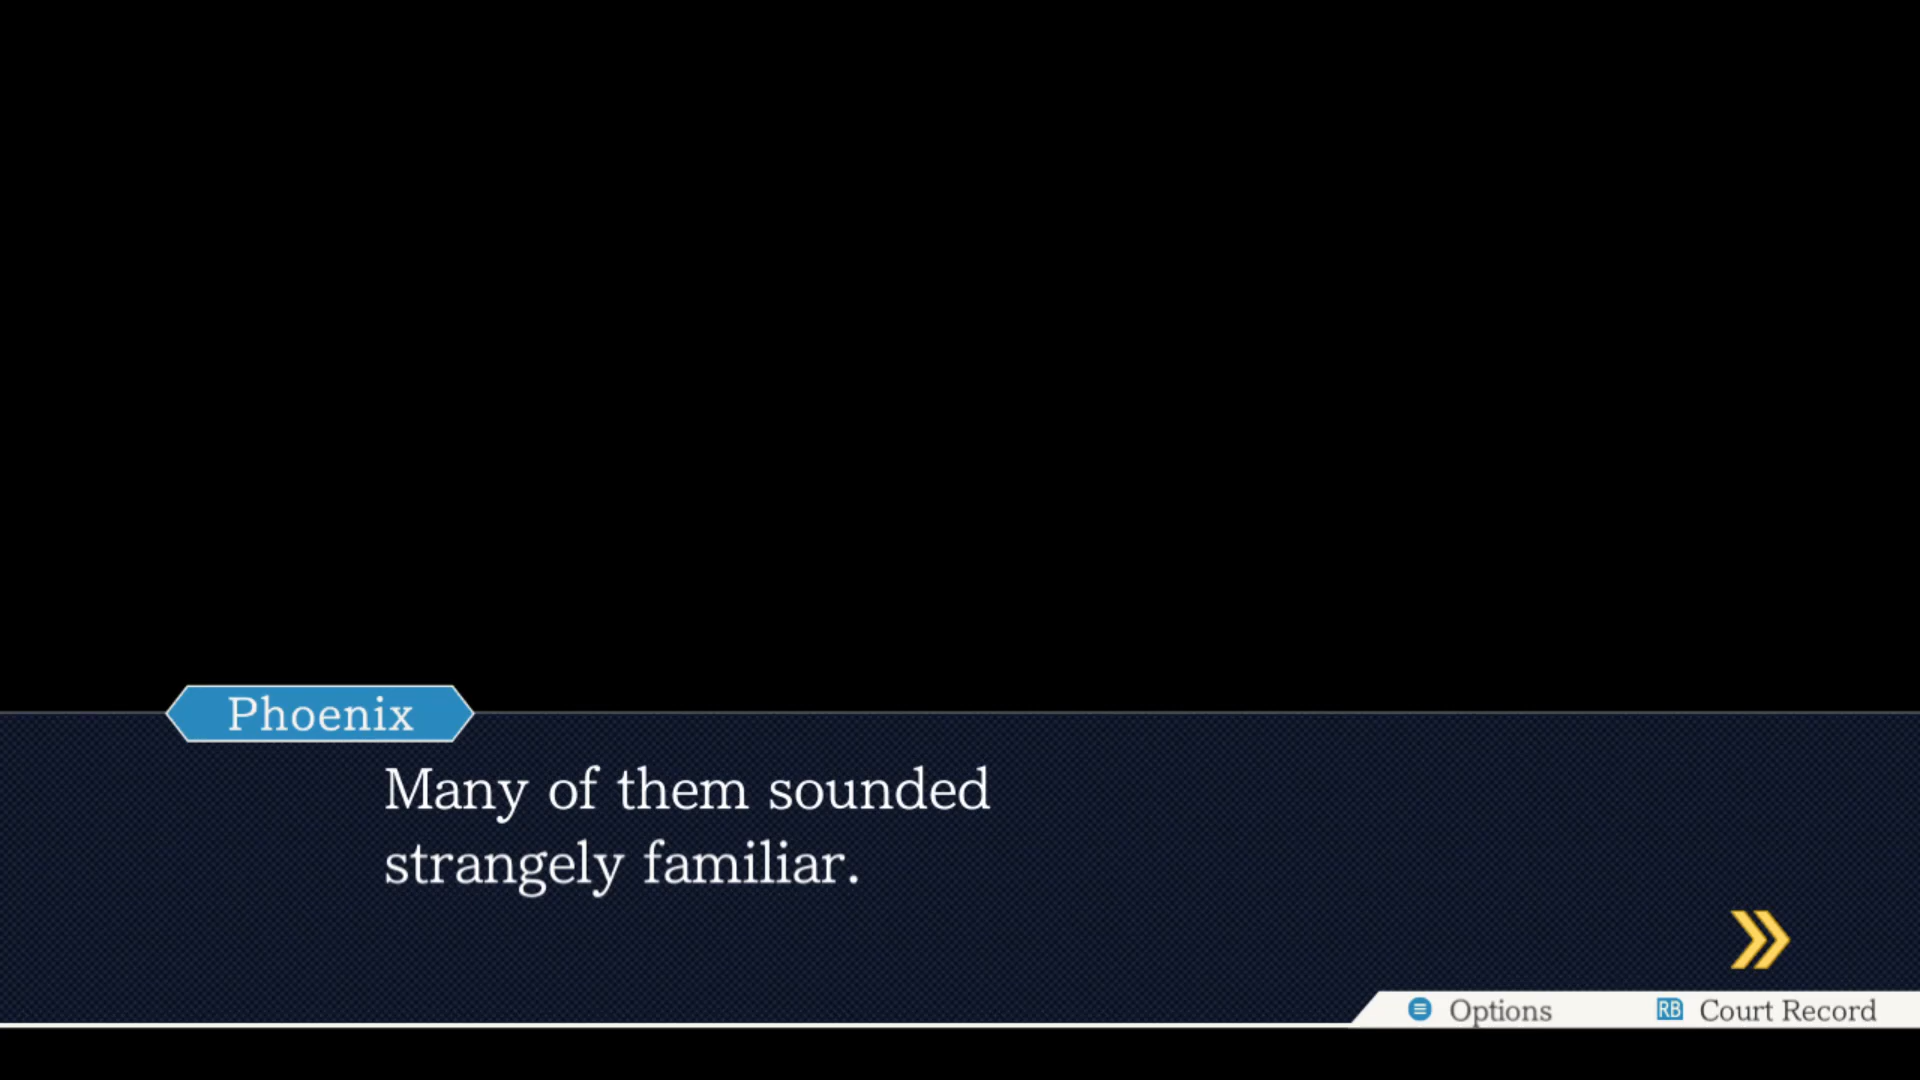 Phoenix
Many of them sounded
strangely familiar.
Options
RB Court Record